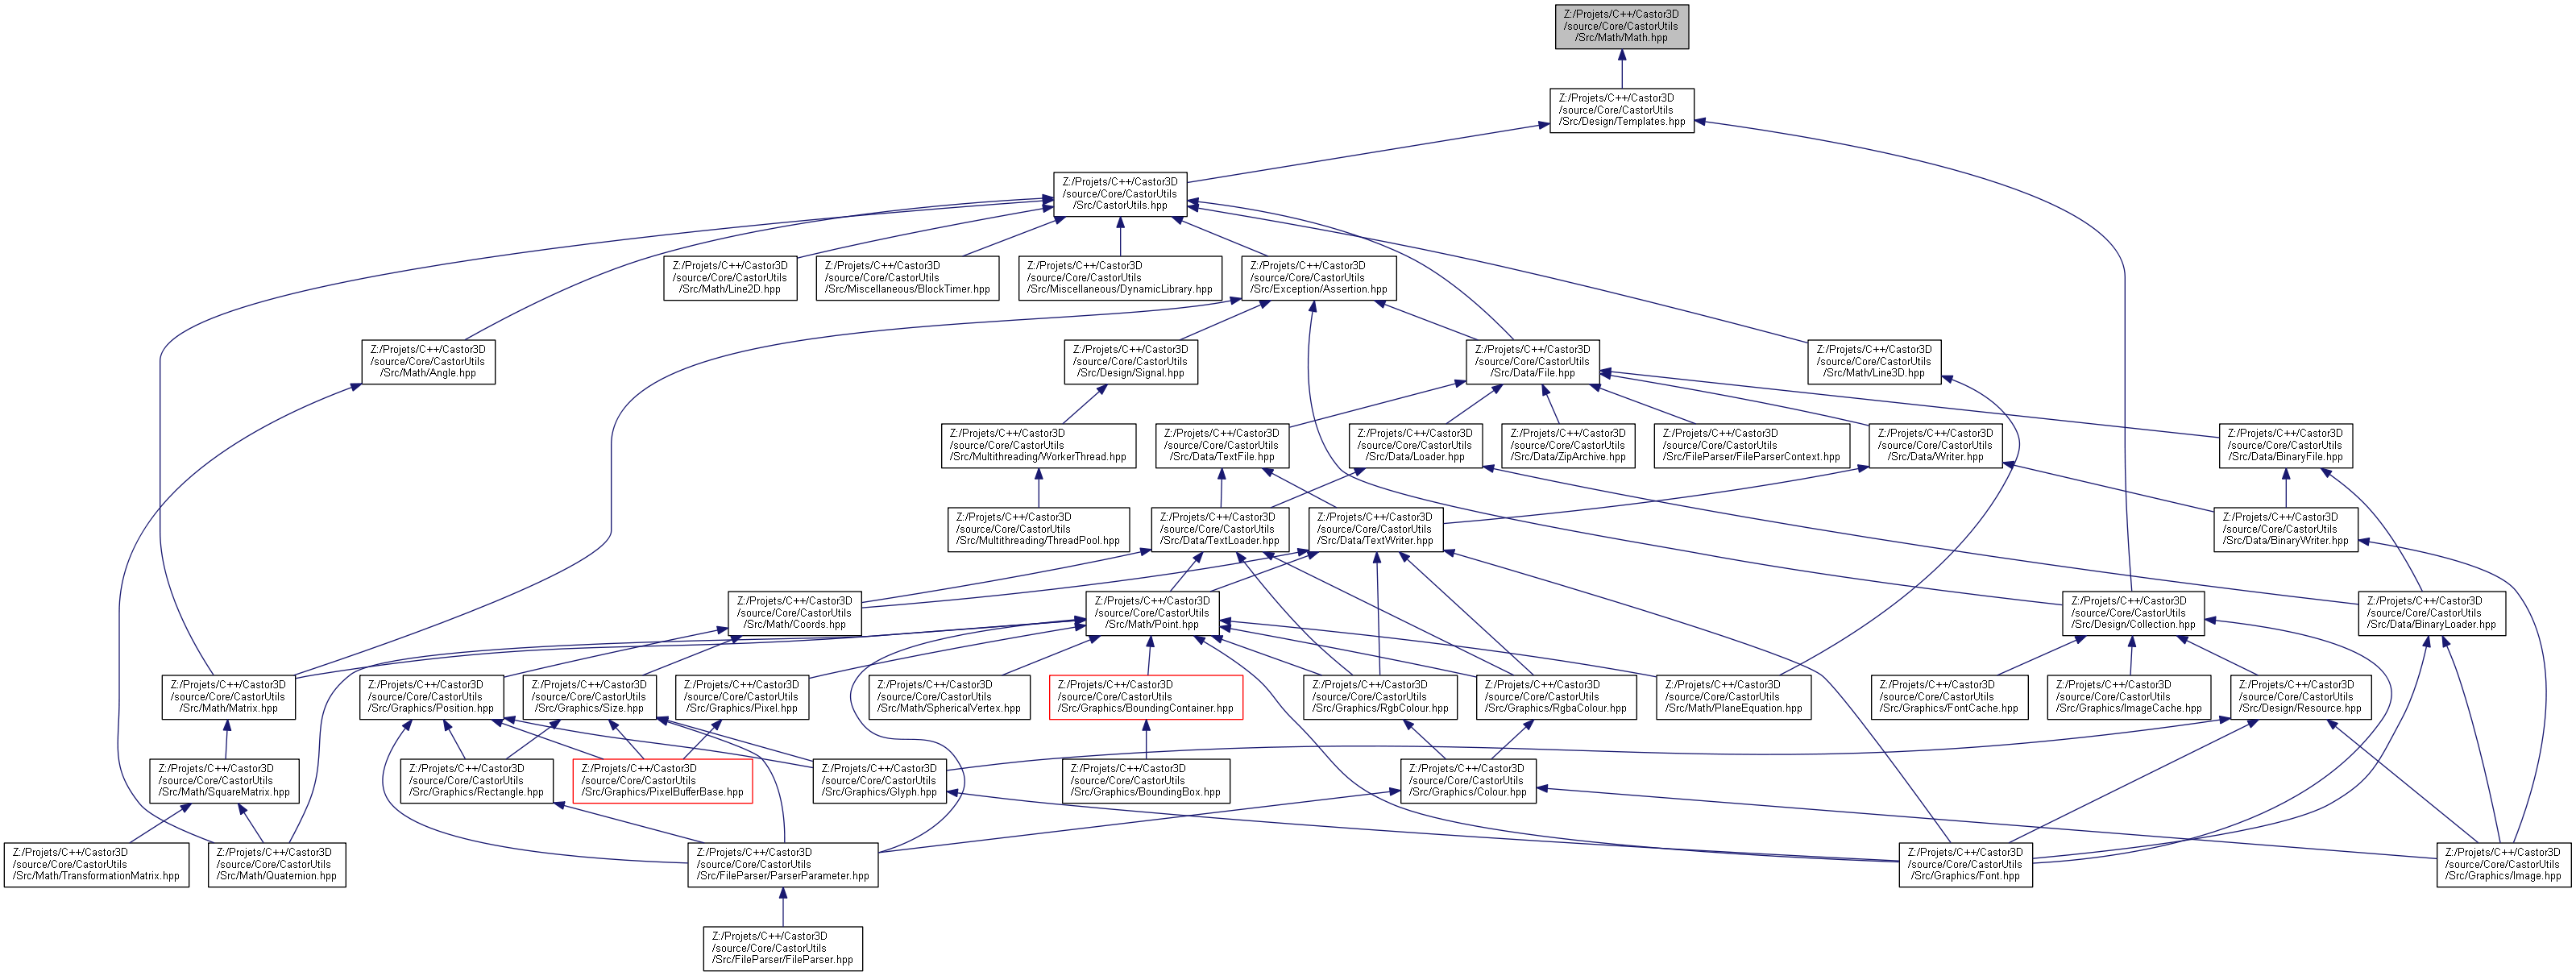 Z:/Projets/C++/Castor3D
/source/Core/CastorUtils
/Src/Math/Math.hpp
Z:/Projets/C++/Castor3D
/source/Core/CastorUtils
/Src/Design/Templates.hpp
Z:/Projets/C++/Castor3D
/source/Core/CastorUtils
/Src/CastorUtils.hpp
Z:/Projets/C++/Castor3D
/source/Core/CastorUtils
/Src/Math/Line2D.hpp
Z:/Projets/C++/Castor3D
/source/Core/CastorUtils
/Src/Miscellaneous/BlockTimer.hpp
Z:/Projets/C++/Castor3D
/source/Core/CastorUtils
/Src/Miscellaneous/DynamicLibrary.hpp
Z:/Projets/C++/Castor3D
/source/Core/CastorUtils
/Src/Exception/Assertion.hpp
Z:/Projets/C++/Castor3D
/source/Core/CastorUtils
/Src/Math/Angle.hpp
Z:/Projets/C++/Castor3D
/source/Core/CastorUtils
/Src/Design/Signal.hpp
Z:/Projets/C++/Castor3D
/source/Core/CastorUtils
/Src/Data/File.hpp
Z:/Projets/C++/Castor3D
/source/Core/CastorUtils
/Src/Math/Line3D.hpp
Z:/Projets/C++/Castor3D
/source/Core/CastorUtils
/Src/Multithreading/WorkerThread.hpp
Z:/Projets/C++/Castor3D
/source/Core/CastorUtils
/Src/Data/TextFile.hpp
Z:/Projets/C++/Castor3D
/source/Core/CastorUtils
/Src/Data/Loader.hpp
Z:/Projets/C++/Castor3D
/source/Core/CastorUtils
/Src/Data/ZipArchive.hpp
Z:/Projets/C++/Castor3D
/source/Core/CastorUtils
/Src/FileParser/FileParserContext.hpp
Z:/Projets/C++/Castor3D
/source/Core/CastorUtils
/Src/Data/Writer.hpp
Z:/Projets/C++/Castor3D
/source/Core/CastorUtils
/Src/Data/BinaryFile.hpp
Z:/Projets/C++/Castor3D
/source/Core/CastorUtils
/Src/Multithreading/ThreadPool.hpp
Z:/Projets/C++/Castor3D
/source/Core/CastorUtils
/Src/Data/TextLoader.hpp
Z:/Projets/C++/Castor3D
/source/Core/CastorUtils
/Src/Data/TextWriter.hpp
Z:/Projets/C++/Castor3D
/source/Core/CastorUtils
/Src/Data/BinaryWriter.hpp
Z:/Projets/C++/Castor3D
/source/Core/CastorUtils
/Src/Math/Coords.hpp
Z:/Projets/C++/Castor3D
/source/Core/CastorUtils
/Src/Math/Point.hpp
Z:/Projets/C++/Castor3D
/source/Core/CastorUtils
/Src/Design/Collection.hpp
Z:/Projets/C++/Castor3D
/source/Core/CastorUtils
/Src/Data/BinaryLoader.hpp
Z:/Projets/C++/Castor3D
/source/Core/CastorUtils
/Src/Math/Matrix.hpp
Z:/Projets/C++/Castor3D
/source/Core/CastorUtils
/Src/Graphics/Position.hpp
Z:/Projets/C++/Castor3D
/source/Core/CastorUtils
/Src/Graphics/Size.hpp
Z:/Projets/C++/Castor3D
/source/Core/CastorUtils
/Src/Graphics/Pixel.hpp
Z:/Projets/C++/Castor3D
/source/Core/CastorUtils
/Src/Math/SphericalVertex.hpp
Z:/Projets/C++/Castor3D
/source/Core/CastorUtils
/Src/Graphics/BoundingContainer.hpp
Z:/Projets/C++/Castor3D
/source/Core/CastorUtils
/Src/Graphics/RgbColour.hpp
Z:/Projets/C++/Castor3D
/source/Core/CastorUtils
/Src/Graphics/RgbaColour.hpp
Z:/Projets/C++/Castor3D
/source/Core/CastorUtils
/Src/Math/PlaneEquation.hpp
Z:/Projets/C++/Castor3D
/source/Core/CastorUtils
/Src/Graphics/FontCache.hpp
Z:/Projets/C++/Castor3D
/source/Core/CastorUtils
/Src/Graphics/ImageCache.hpp
Z:/Projets/C++/Castor3D
/source/Core/CastorUtils
/Src/Design/Resource.hpp
Z:/Projets/C++/Castor3D
/source/Core/CastorUtils
/Src/Math/SquareMatrix.hpp
Z:/Projets/C++/Castor3D
/source/Core/CastorUtils
/Src/Graphics/Rectangle.hpp
Z:/Projets/C++/Castor3D
/source/Core/CastorUtils
/Src/Graphics/PixelBufferBase.hpp
Z:/Projets/C++/Castor3D
/source/Core/CastorUtils
/Src/Graphics/Glyph.hpp
Z:/Projets/C++/Castor3D
/source/Core/CastorUtils
/Src/Graphics/BoundingBox.hpp
Z:/Projets/C++/Castor3D
/source/Core/CastorUtils
/Src/Graphics/Colour.hpp
Z:/Projets/C++/Castor3D
/source/Core/CastorUtils
/Src/Math/TransformationMatrix.hpp
Z:/Projets/C++/Castor3D
/source/Core/CastorUtils
/Src/Math/Quaternion.hpp
Z:/Projets/C++/Castor3D
/source/Core/CastorUtils
/Src/FileParser/ParserParameter.hpp
Z:/Projets/C++/Castor3D
/source/Core/CastorUtils
/Src/Graphics/Font.hpp
Z:/Projets/C++/Castor3D
/source/Core/CastorUtils
/Src/Graphics/Image.hpp
Z:/Projets/C++/Castor3D
/source/Core/CastorUtils
/Src/FileParser/FileParser.hpp